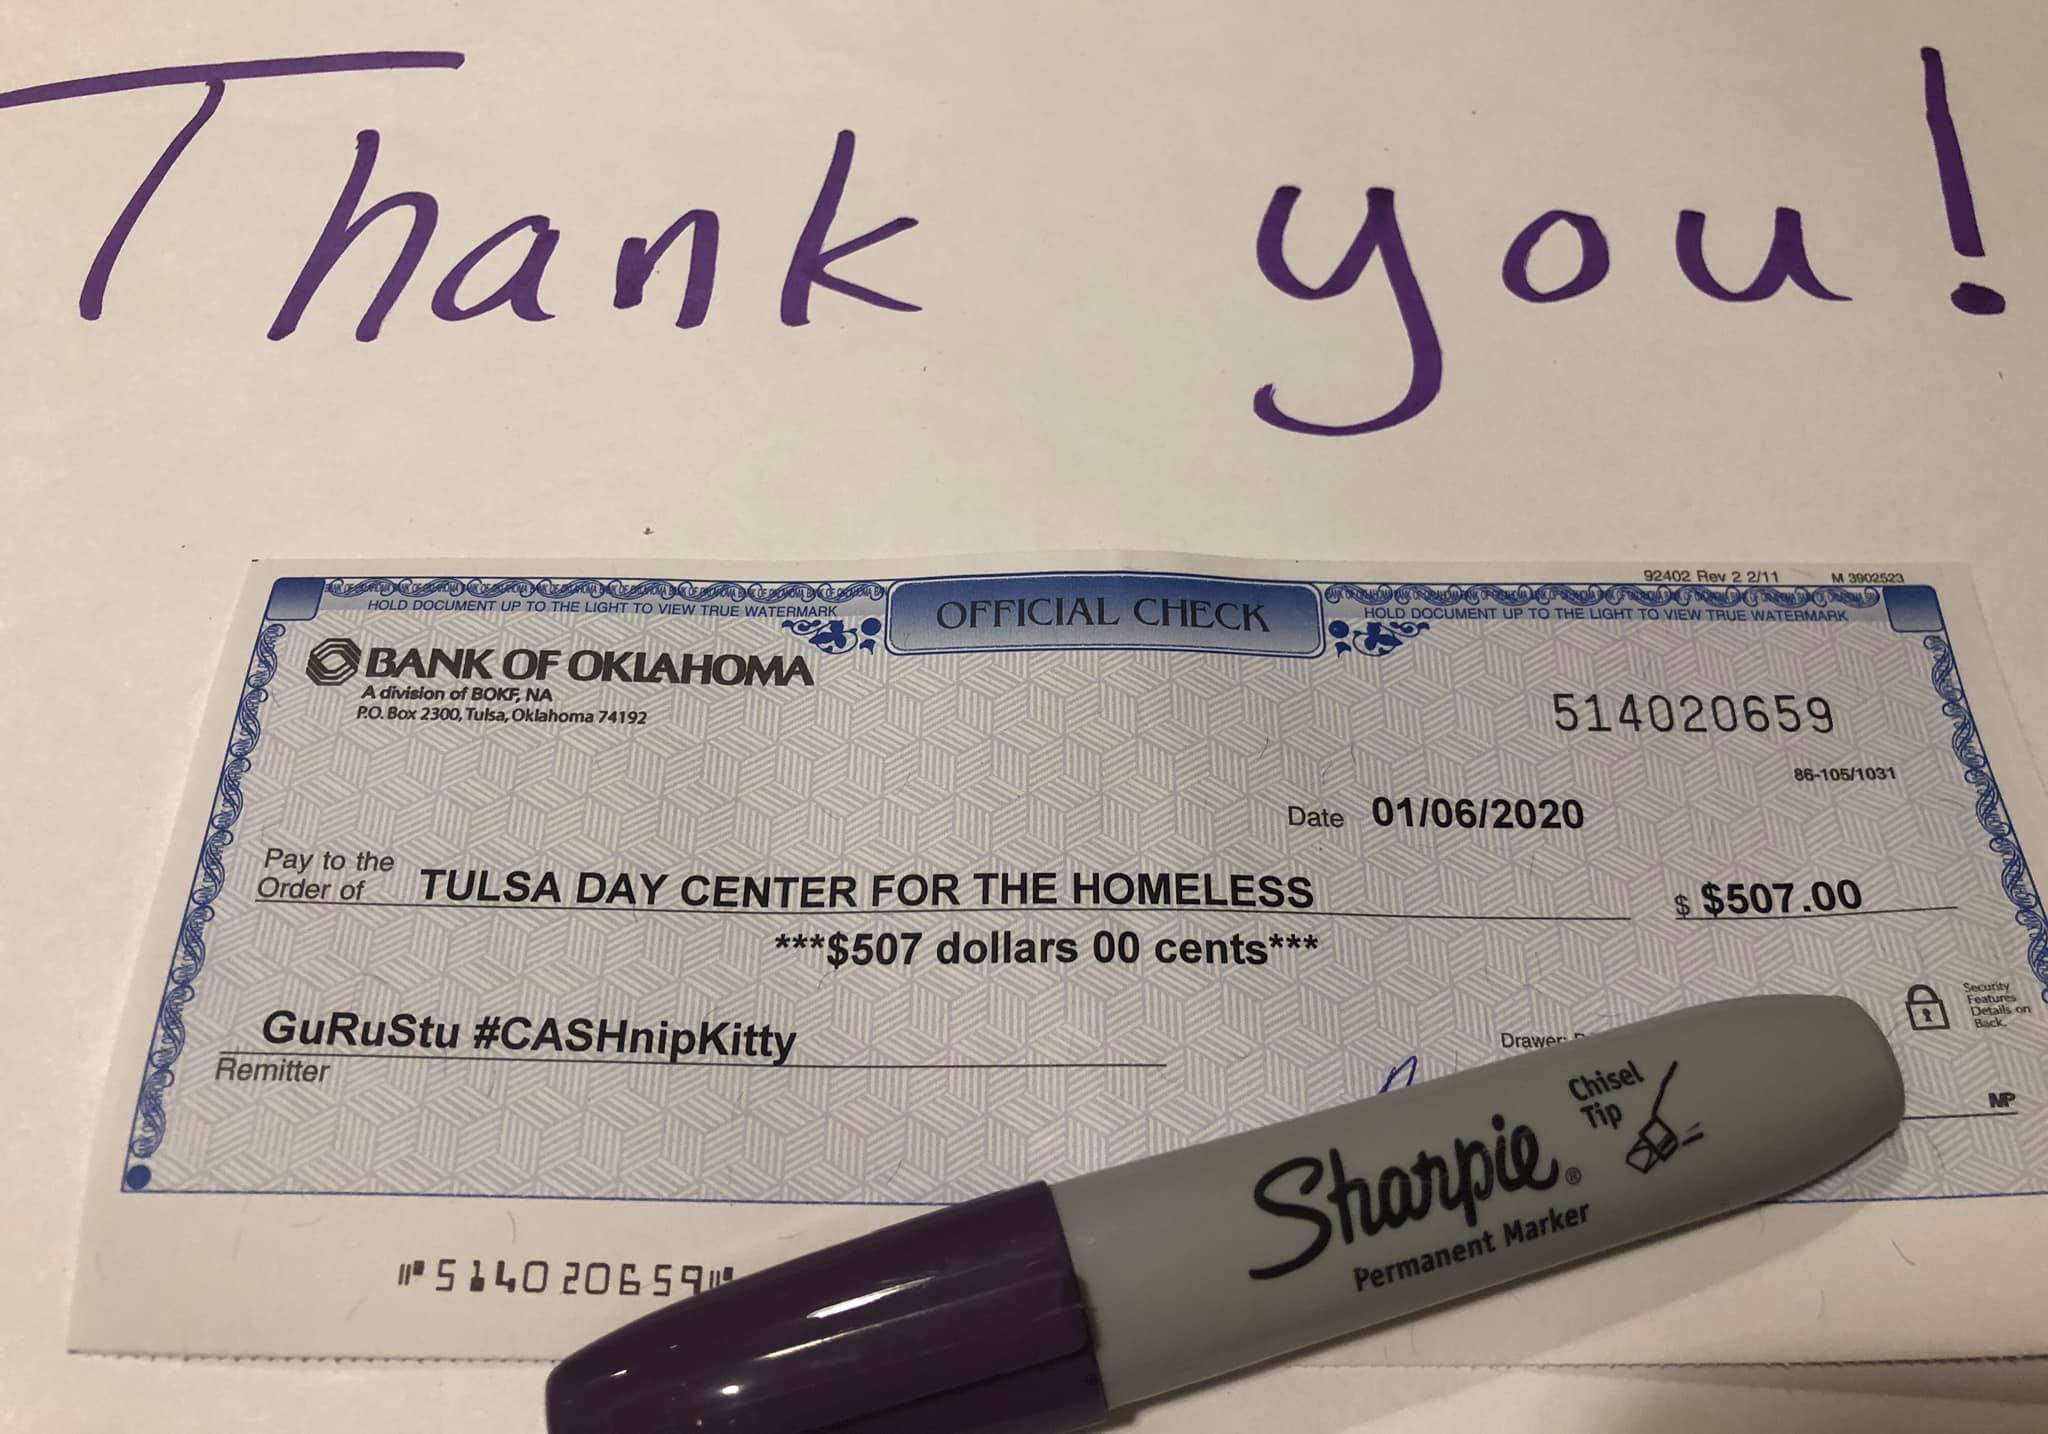 Thank you!
92402 Rev 2 2/11 M 3902523
HOLD DOCUMENT UP TO THE LIGHT TO VIEW TRUE WATERMARK
OFFICIAL CHECK
HOLD DOCUMENT UP TO THE LIGHT TO VIEW TRUE WATERMARK
BANK OF OKLAHOMA
A division of BOKF, NA
P.O. Box 2300, Tulsa, Oklahoma 74192
514020659
86-105/1031
Date 01/06/2020
Pay to the
Order of TULSA DAY CENTER FOR THE HOMELESS $ $507.00
***$507 dollars 00 cents***
Security
Features
Details on
Back.
GuRuStu #CASHnipKitty
Remitter
Drawer:
MP
Chisel
Tip
Sharpie®
Permanent Marker
⑈514020659⑈